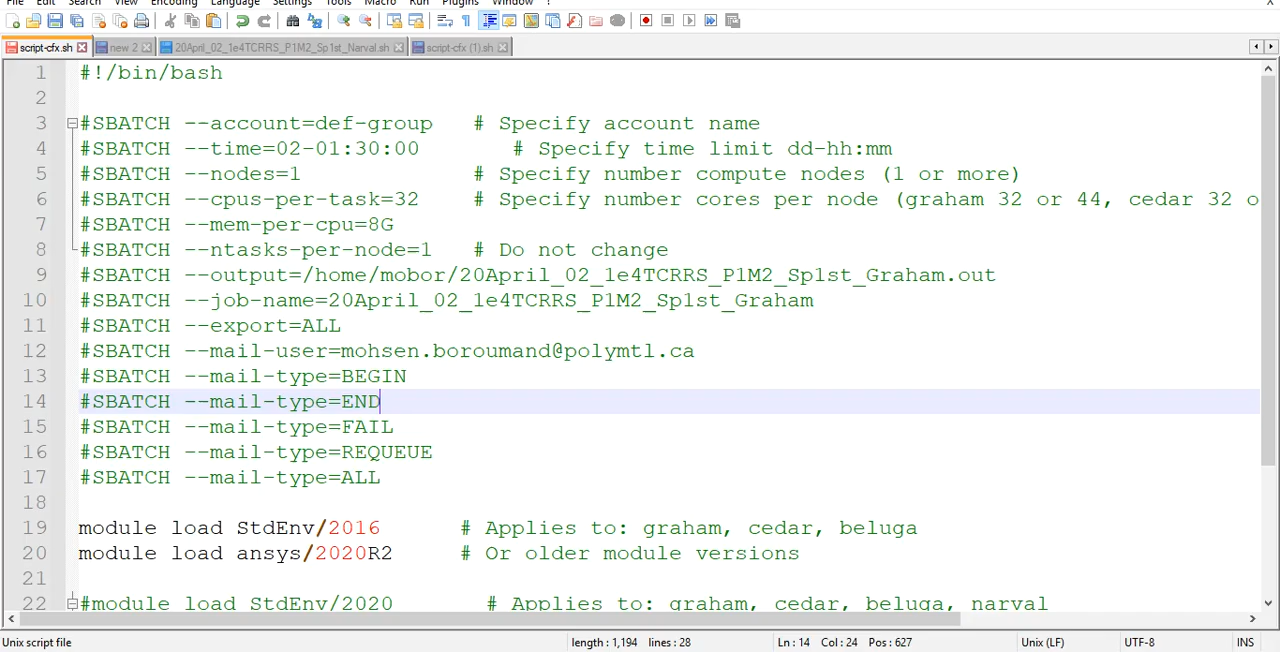 File Edit Search View Encoding Language Settings Tools Macro Run Plugins Window ?
script-cfx.sh new 2 20April_02_1e4TCRRS_P1M2_Sp1st_Narval.sh script-cfx (1).sh
1 #!/bin/bash
2
3 #SBATCH --account=def-group # Specify account name
4 #SBATCH --time=02-01:30:00 # Specify time limit dd-hh:mm
5 #SBATCH --nodes=1 # Specify number compute nodes (1 or more)
6 #SBATCH --cpus-per-task=32 # Specify number cores per node (graham 32 or 44, cedar 32 o
7 #SBATCH --mem-per-cpu=8G
8 #SBATCH --ntasks-per-node=1 # Do not change
9 #SBATCH --output=/home/mobor/20April_02_1e4TCRRS_P1M2_Sp1st_Graham.out
10 #SBATCH --job-name=20April_02_1e4TCRRS_P1M2_Sp1st_Graham
11 #SBATCH --export=ALL
12 #SBATCH --mail-user=mohsen.boroumand@polymtl.ca
13 #SBATCH --mail-type=BEGIN
14 #SBATCH --mail-type=END
15 #SBATCH --mail-type=FAIL
16 #SBATCH --mail-type=REQUEUE
17 #SBATCH --mail-type=ALL
18
19 module load StdEnv/2016 # Applies to: graham, cedar, beluga
20 module load ansys/2020R2 # Or older module versions
21
22 #module load StdEnv/2020 # Applies to: graham, cedar, beluga, narval
Unix script file length : 1,194 lines : 28 Ln : 14 Col : 24 Pos : 627 Unix (LF) UTF-8 INS